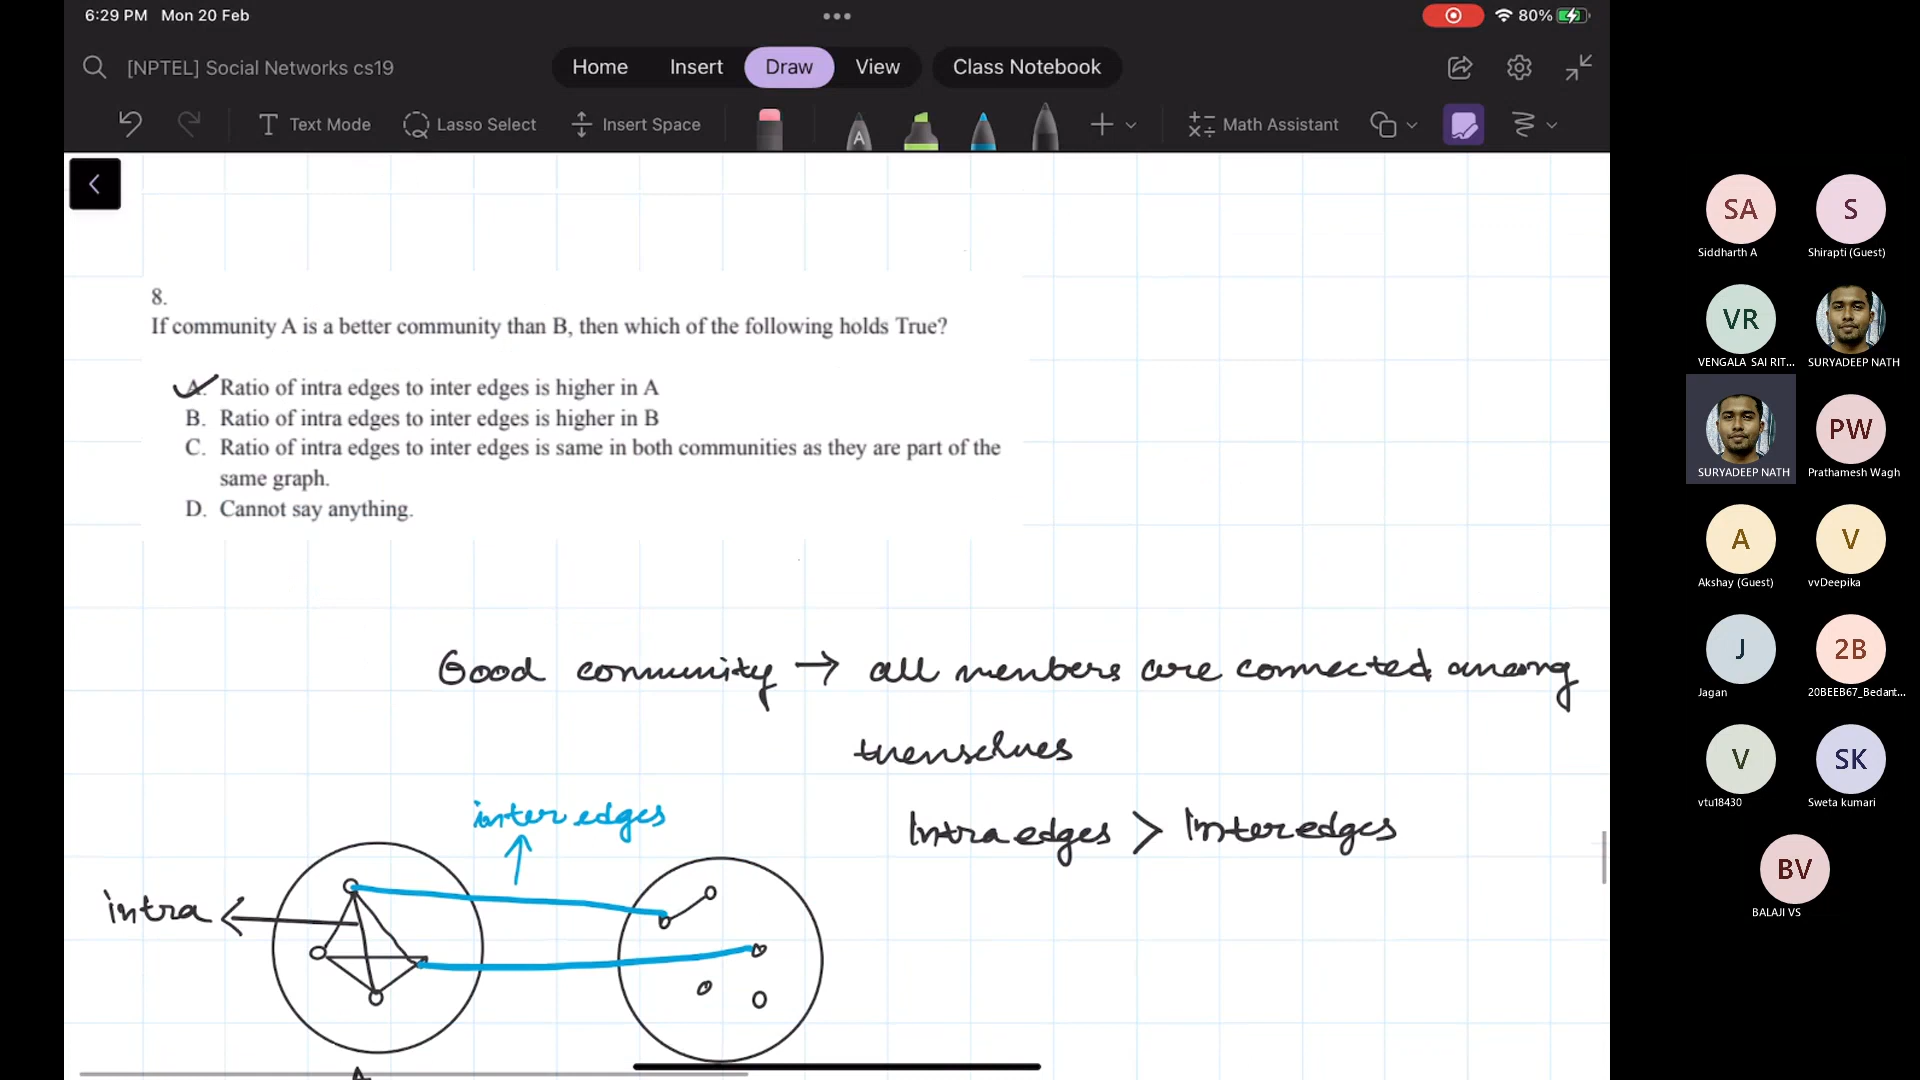 6:29 PM Mon 20 Feb
80%
[NPTEL] Social Networks cs19
Home Insert Draw View Class Notebook
Text Mode Lasso Select Insert Space A Math Assistant
8.
If community A is a better community than B, then which of the following holds True?
A. Ratio of intra edges to inter edges is higher in A
B. Ratio of intra edges to inter edges is higher in B
C. Ratio of intra edges to inter edges is same in both communities as they are part of the
same graph.
D. Cannot say anything.
Good community → all members are connected among
themselves
inter edges
Intra edges > Inter edges
intra
A
SA S
Siddharth A Shirapti (Guest)
VR
VENGALA SAI RIT... SURYADEEP NATH
PW
SURYADEEP NATH Prathamesh Wagh
A V
Akshay (Guest) vvDeepika
J 2B
Jagan 20BEEB67_Bedant...
V SK
vtu18430 Sweta kumari
BV
BALAJI VS